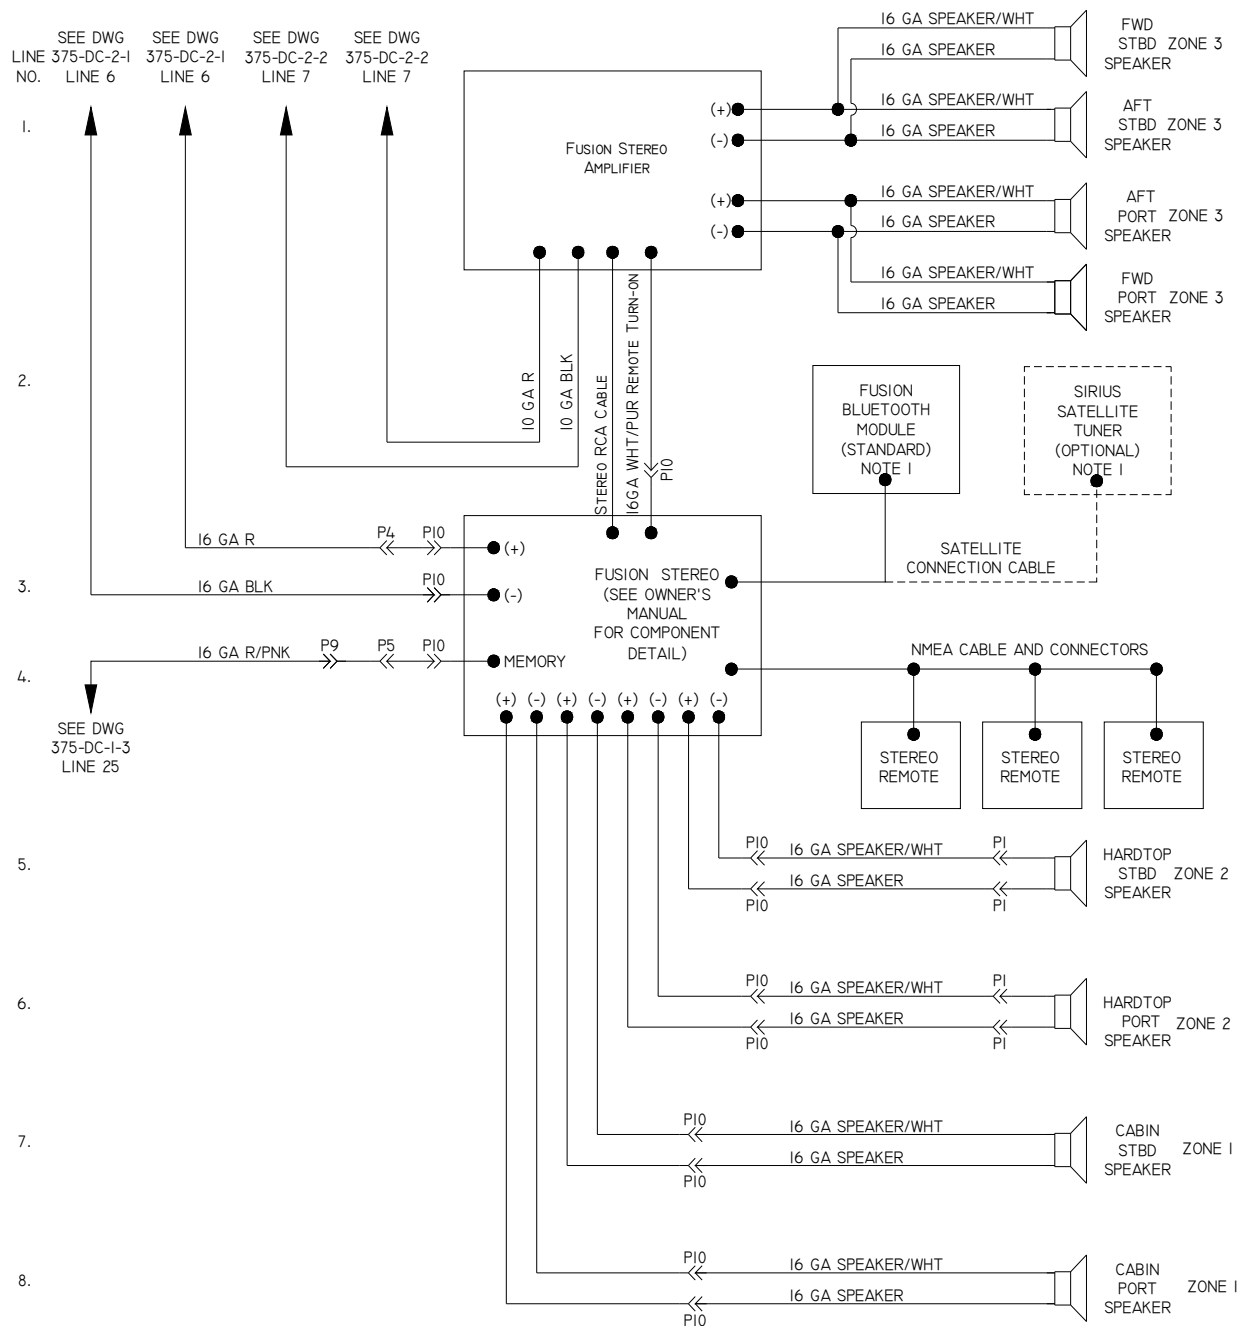 LINE
NO.
SEE DWG
375-DC-2-1
LINE 6
SEE DWG
375-DC-2-1
LINE 6
SEE DWG
375-DC-2-2
LINE 7
SEE DWG
375-DC-2-2
LINE 7
1.
2.
3.
4.
5.
6.
7.
8.
FUSION STEREO
AMPLIFIER
(+)
(-)
(+)
(-)
16 GA SPEAKER/WHT
16 GA SPEAKER
FWD
STBD ZONE 3
SPEAKER
16 GA SPEAKER/WHT
16 GA SPEAKER
AFT
STBD ZONE 3
SPEAKER
16 GA SPEAKER/WHT
16 GA SPEAKER
AFT
PORT ZONE 3
SPEAKER
16 GA SPEAKER/WHT
16 GA SPEAKER
FWD
PORT ZONE 3
SPEAKER
10 GA R
10 GA BLK
STEREO RCA CABLE
16GA WHT/PUR REMOTE TURN-ON
P10
FUSION
BLUETOOTH
MODULE
(STANDARD)
NOTE 1
SIRIUS
SATELLITE
TUNER
(OPTIONAL)
NOTE 1
SATELLITE
CONNECTION CABLE
16 GA R
P4
P10
(+)
16 GA BLK
P10
(-)
16 GA R/PNK
P9
P5
P10
MEMORY
SEE DWG
375-DC-1-3
LINE 25
FUSION STEREO
(SEE OWNER'S
MANUAL
FOR COMPONENT
DETAIL)
(+) (-) (+) (-) (+) (-) (+) (-)
NMEA CABLE AND CONNECTORS
STEREO
REMOTE
STEREO
REMOTE
STEREO
REMOTE
P10
16 GA SPEAKER/WHT
P1
16 GA SPEAKER
P10
P1
HARDTOP
STBD ZONE 2
SPEAKER
P10
16 GA SPEAKER/WHT
P1
16 GA SPEAKER
P10
P1
HARDTOP
PORT ZONE 2
SPEAKER
P10
16 GA SPEAKER/WHT
16 GA SPEAKER
P10
CABIN
STBD ZONE 1
SPEAKER
P10
16 GA SPEAKER/WHT
16 GA SPEAKER
P10
CABIN
PORT ZONE 1
SPEAKER